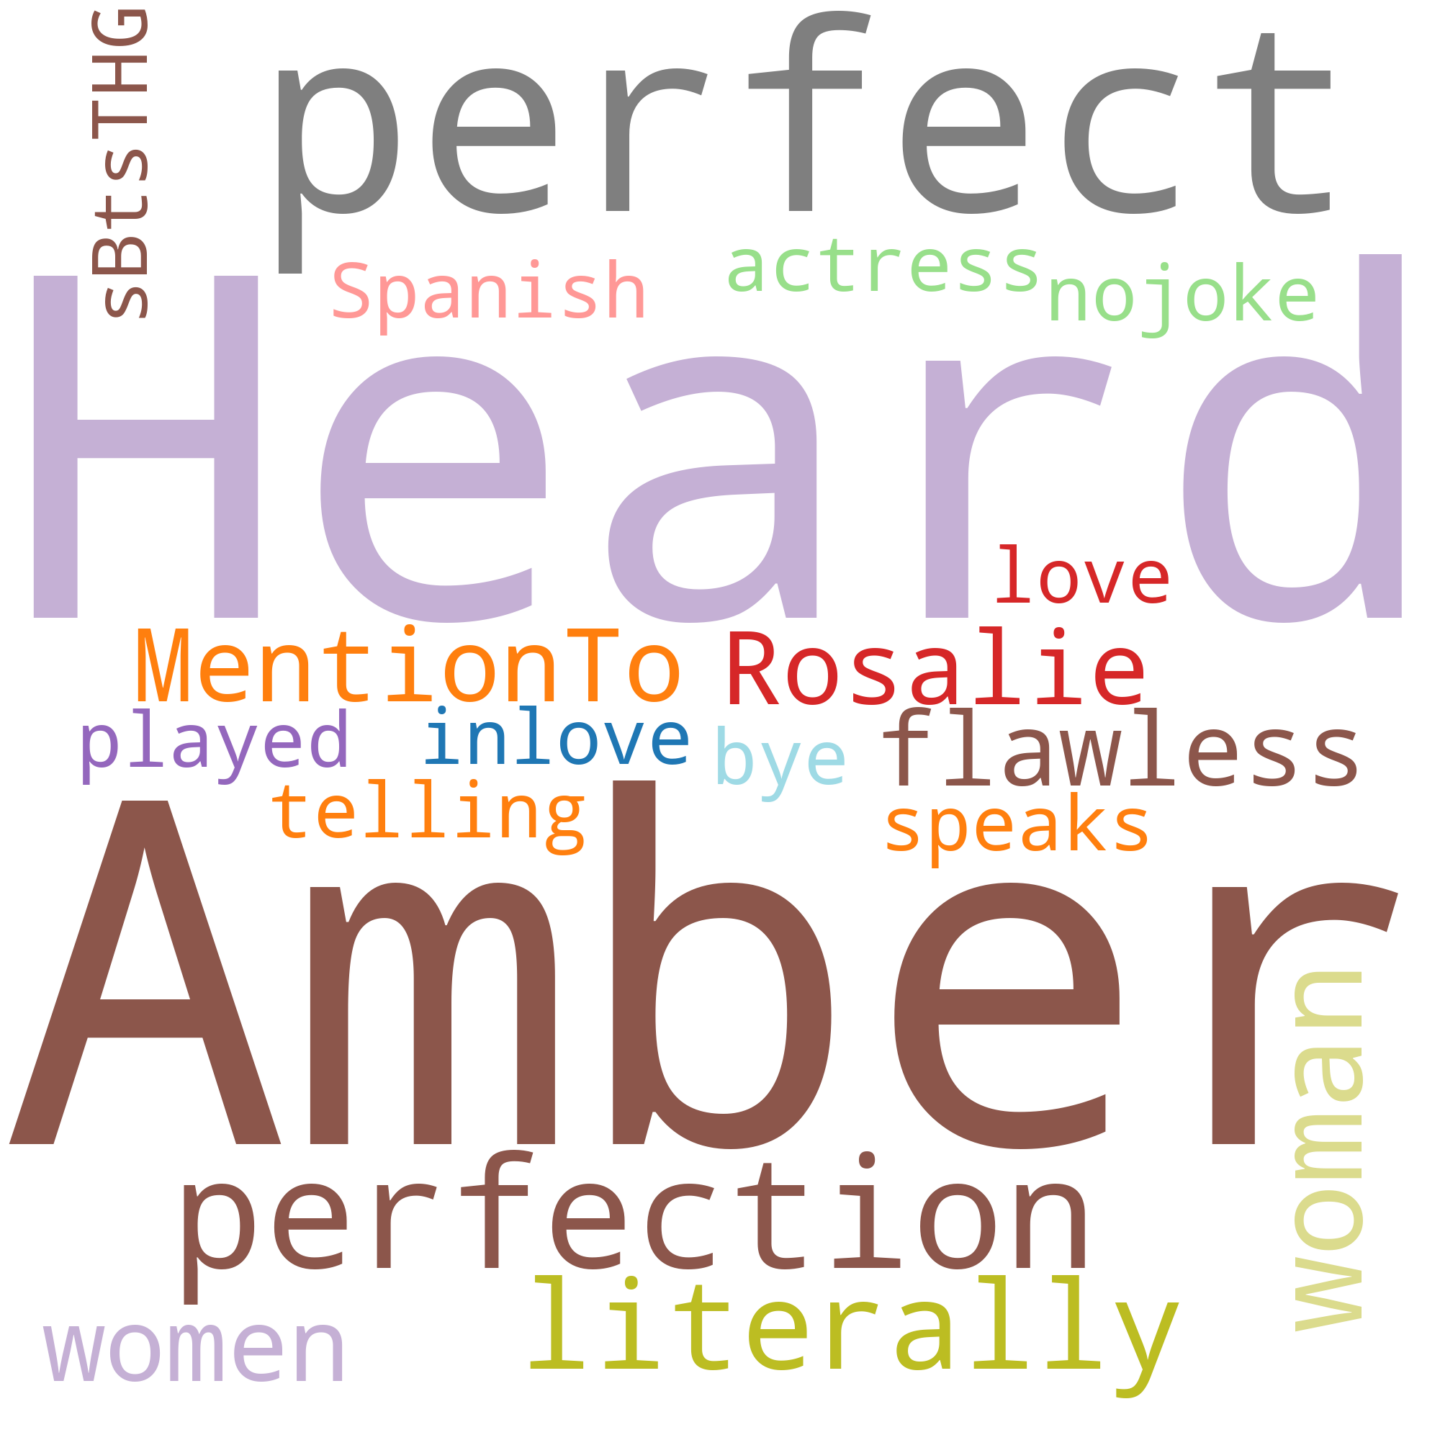 sBtsTHG
perfect
Spanish
actress
nojoke
Heard
love
MentionTo
Rosalie
played
inlove
bye
flawless
telling
speaks
Amber
woman
perfection
literally
women